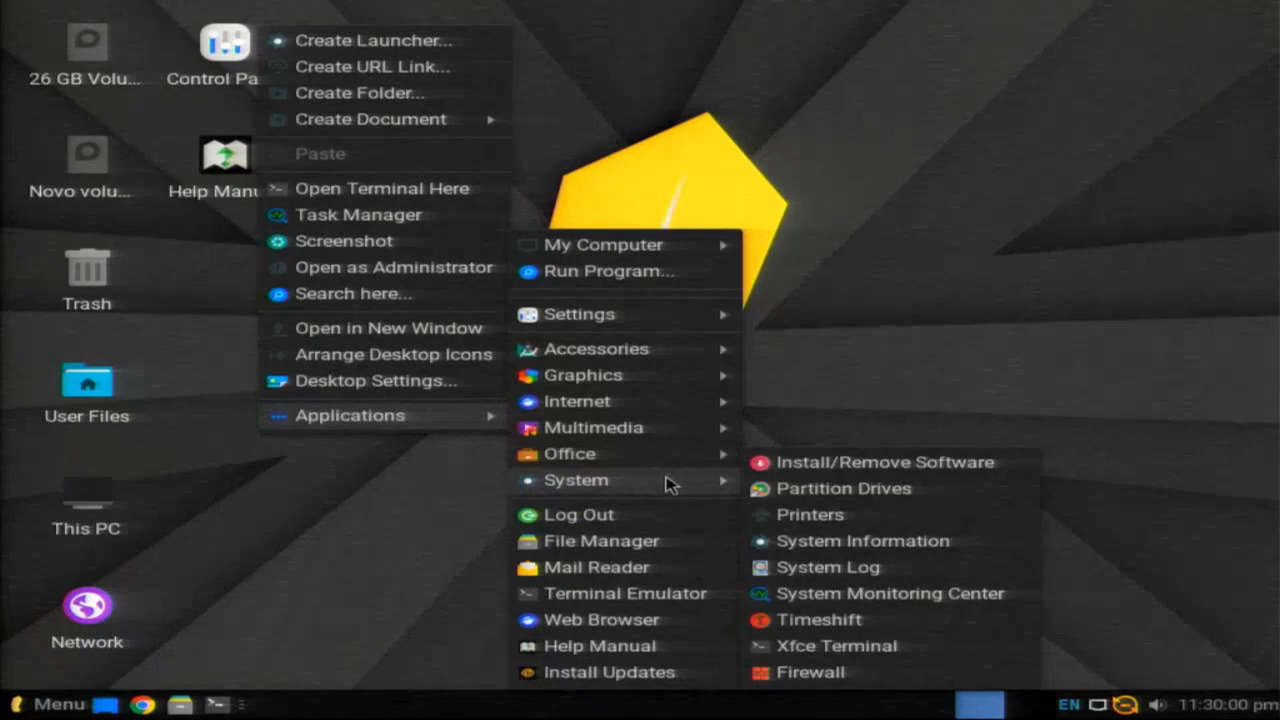 26 GB Volu...
Control Pa
Novo volu...
Help Manu
Trash
User Files
This PC
Network
Create Launcher...
Create URL Link...
Create Folder...
Create Document
Paste
Open Terminal Here
Task Manager
Screenshot
Open as Administrator
Search here...
Open in New Window
Arrange Desktop Icons
Desktop Settings...
Applications
My Computer
Run Program...
Settings
Accessories
Graphics
Internet
Multimedia
Office
System
Log Out
File Manager
Mail Reader
Terminal Emulator
Web Browser
Help Manual
Install Updates
Install/Remove Software
Partition Drives
Printers
System Information
System Log
System Monitoring Center
Timeshift
Xfce Terminal
Firewall
Menu
EN
11:30:00 pm